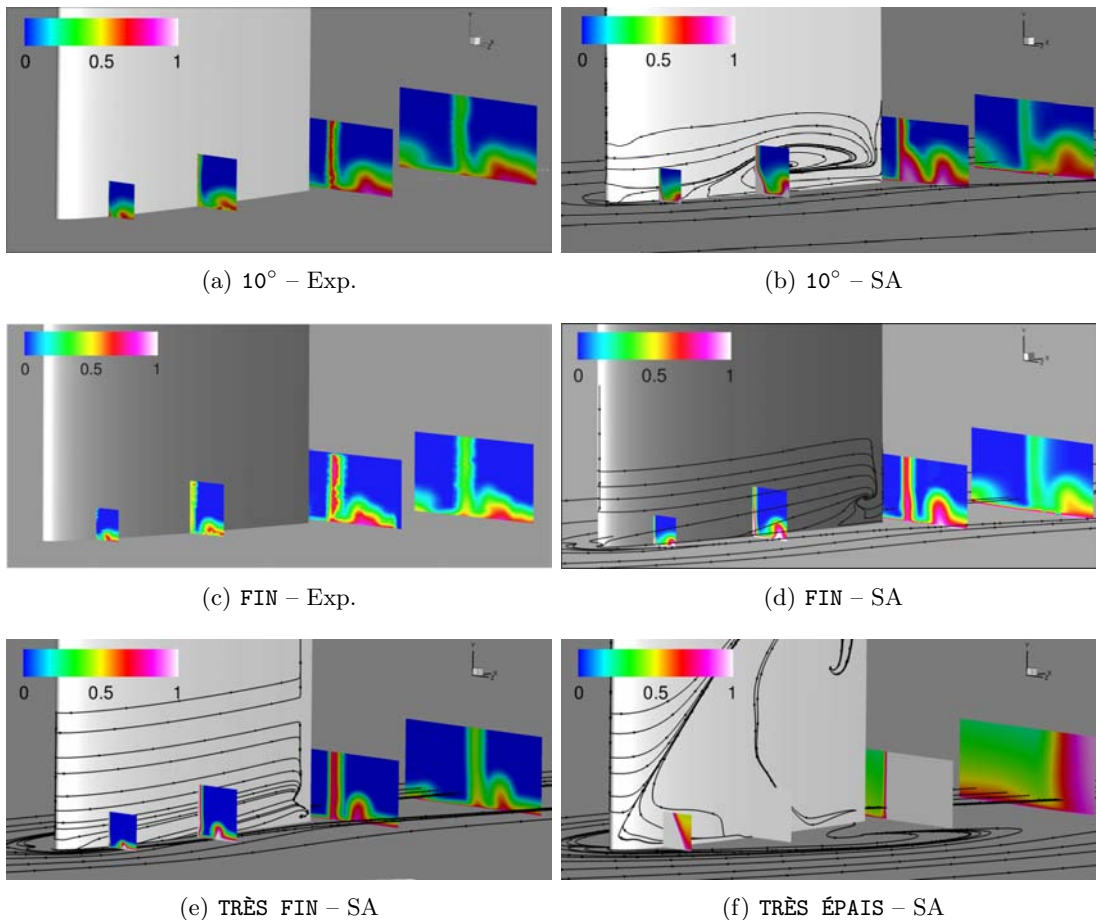 0 0.5 1
0 0.5 1
(a) 10° – Exp.
(b) 10° – SA
0 0.5 1
0 0.5 1
(c) FIN – Exp.
(d) FIN – SA
0 0.5 1
0 0.5 1
(e) TRÈS FIN – SA
(f) TRÈS ÉPAIS – SA